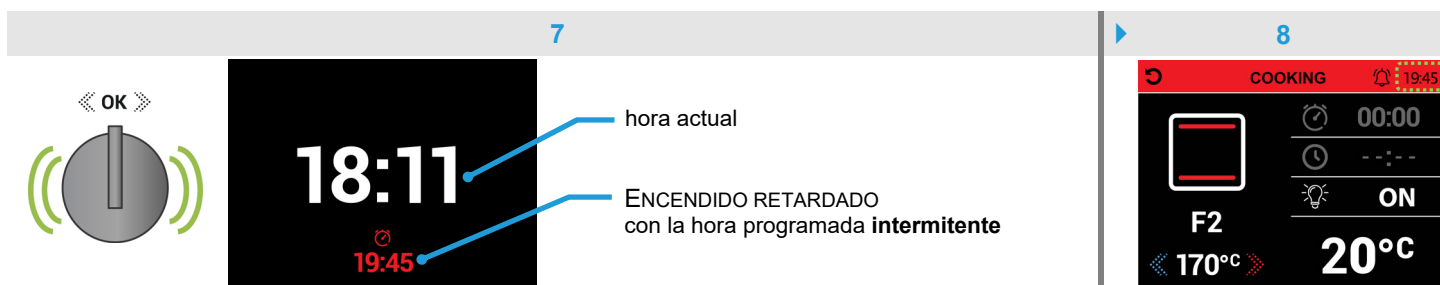 7
8
OK
18:11
19:45
hora actual
ENCENDIDO RETARDADO
con la hora programada intermitente
COOKING 19:45
00:00
--:--
ON
F2
170°C
20°C